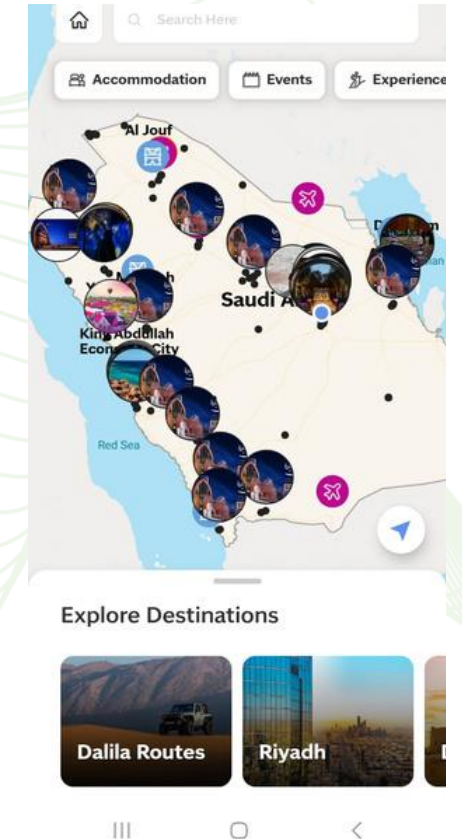 Search Here
Accommodation
Events
Experience
Al Jouf
Saudi A
King Abdullah
Economic City
Red Sea
Explore Destinations
Dalila Routes
Riyadh